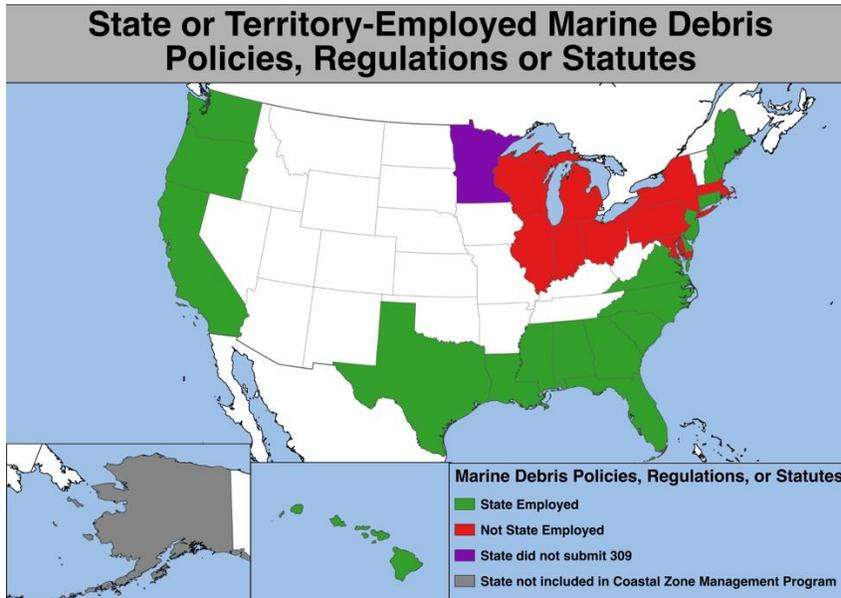 State or Territory-Employed Marine Debris
Policies, Regulations or Statutes
Marine Debris Policies, Regulations, or Statutes
State Employed
Not State Employed
State did not submit 309
State not included in Coastal Zone Management Program